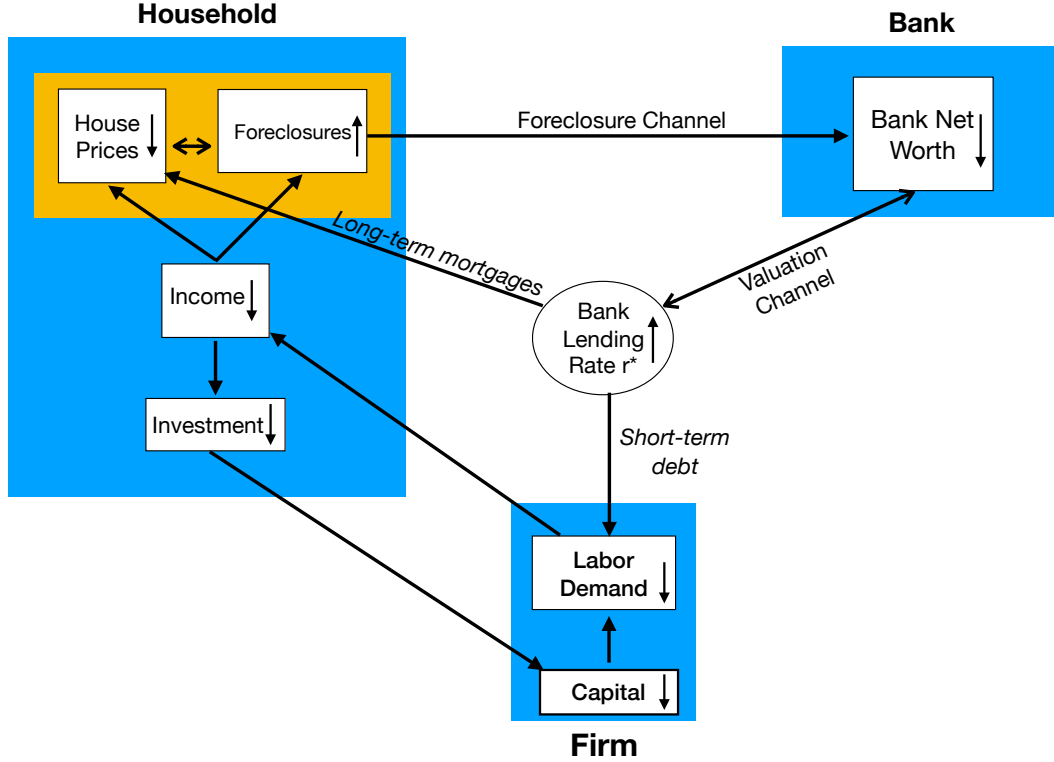 Household
Bank
House
Prices
Foreclosures
Foreclosure Channel
Bank Net
Worth
Long-term mortgages
Valuation
Channel
Income
Bank
Lending
Rate r*
Investment
Short-term
debt
Labor
Demand
Capital
Firm